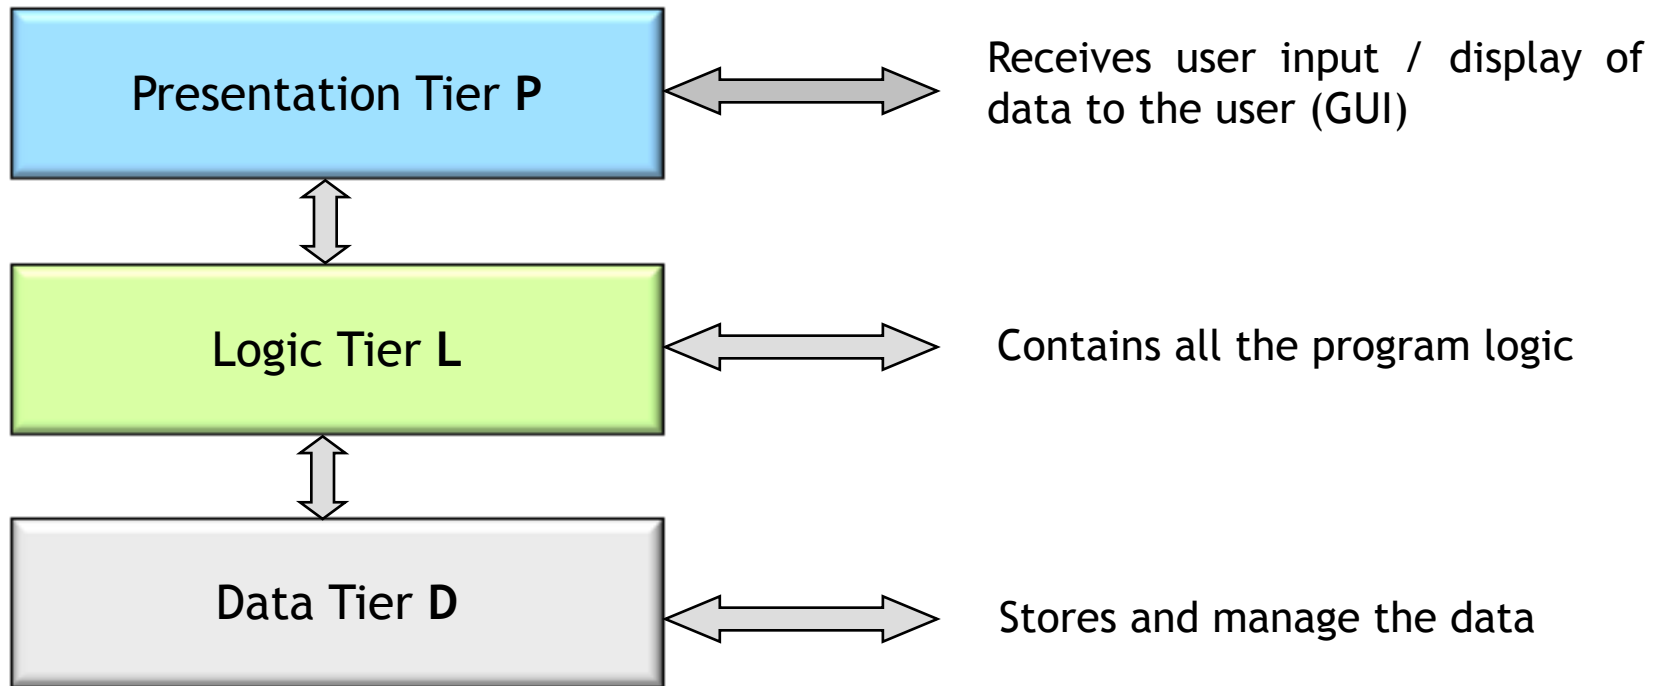 Presentation Tier P
Receives user input / display of
data to the user (GUI)
Logic Tier L
Contains all the program logic
Data Tier D
Stores and manage the data